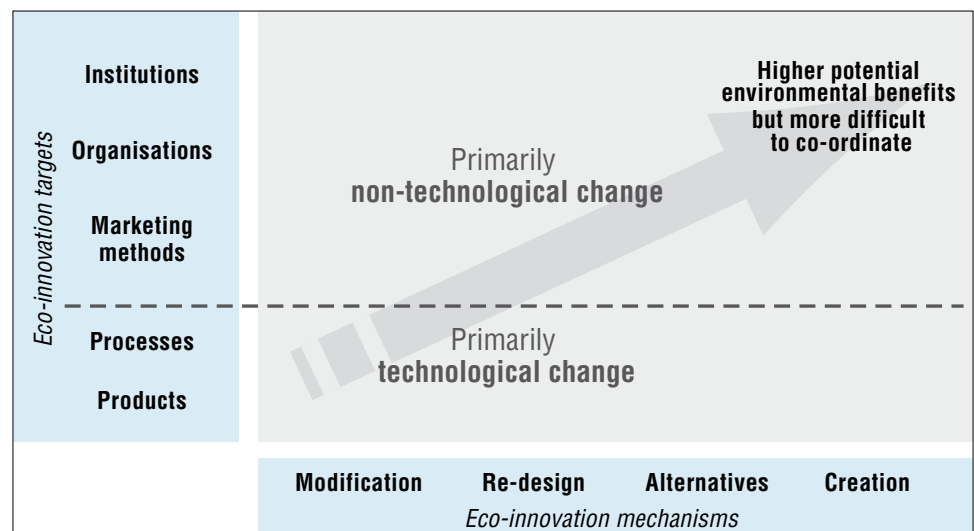 Eco-innovation targets
Institutions
Organisations
Marketing
methods
Processes
Products
Higher potential
environmental benefits
but more difficult
to co-ordinate
Primarily
non-technological change
Primarily
technological change
Modification Re-design Alternatives Creation
Eco-innovation mechanisms